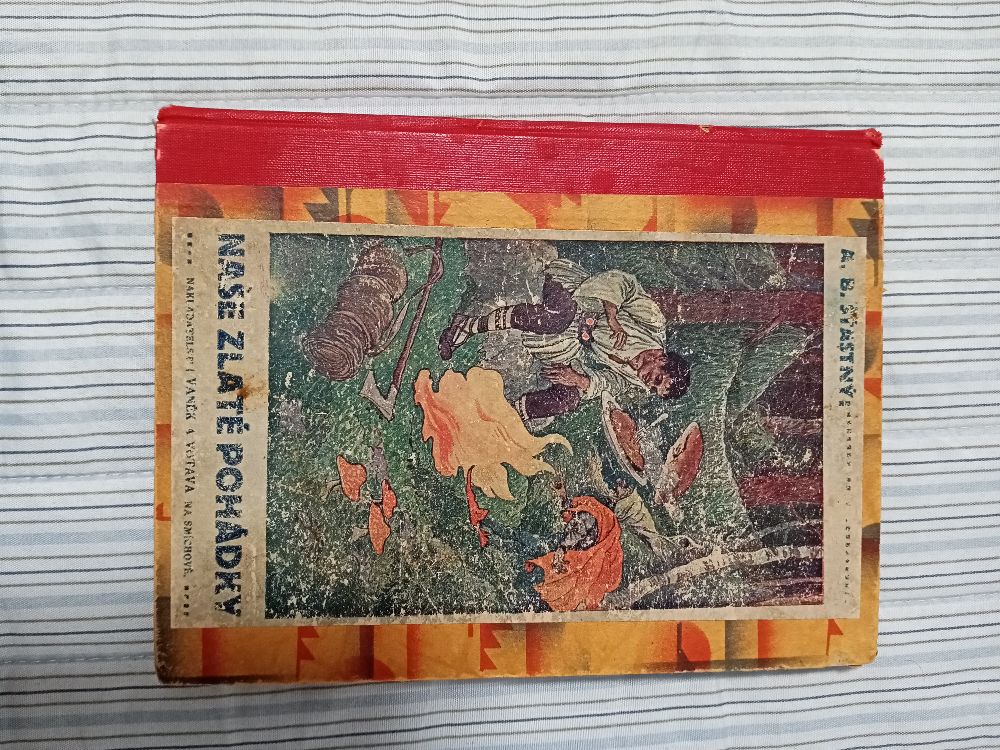 A. B. ŠŤASTNÝ:
NAŠE ZLATÉ POHÁDKY
NAKLADATELSTVÍ VANĚK A VOTAVA NA SMÍCHOVĚ.